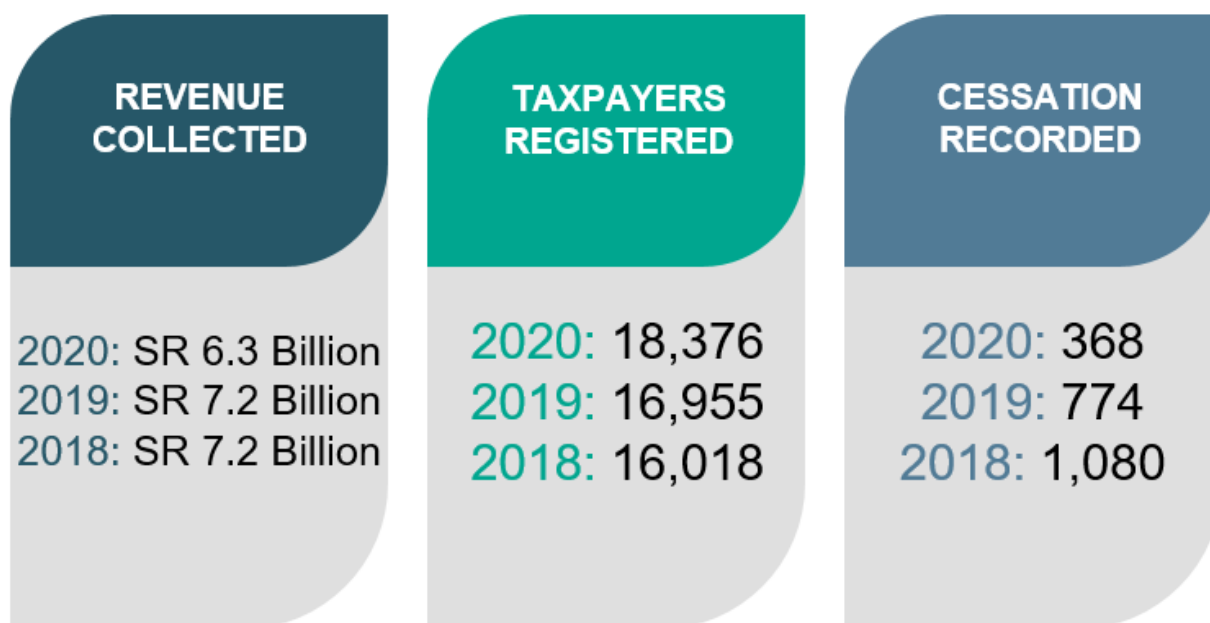 REVENUE
COLLECTED
2020: SR 6.3 Billion
2019: SR 7.2 Billion
2018: SR 7.2 Billion
TAXPAYERS
REGISTERED
2020: 18,376
2019: 16,955
2018: 16,018
CESSATION
RECORDED
2020: 368
2019: 774
2018: 1,080